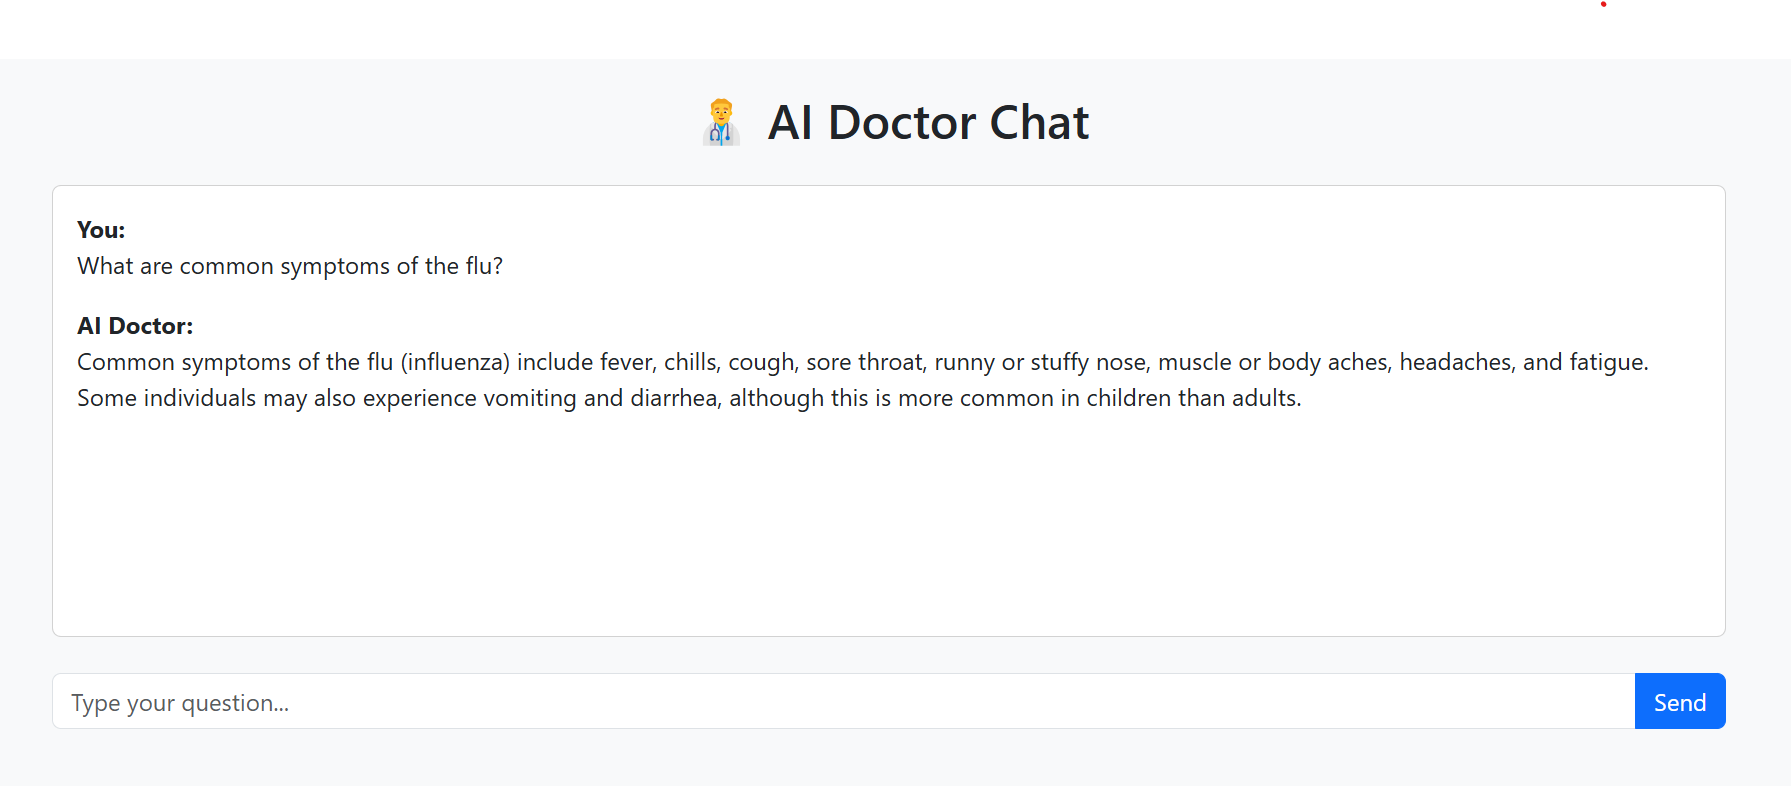 AI Doctor Chat
You:
What are common symptoms of the flu?
AI Doctor:
Common symptoms of the flu (influenza) include fever, chills, cough, sore throat, runny or stuffy nose, muscle or body aches, headaches, and fatigue.
Some individuals may also experience vomiting and diarrhea, although this is more common in children than adults.
Type your question...
Send